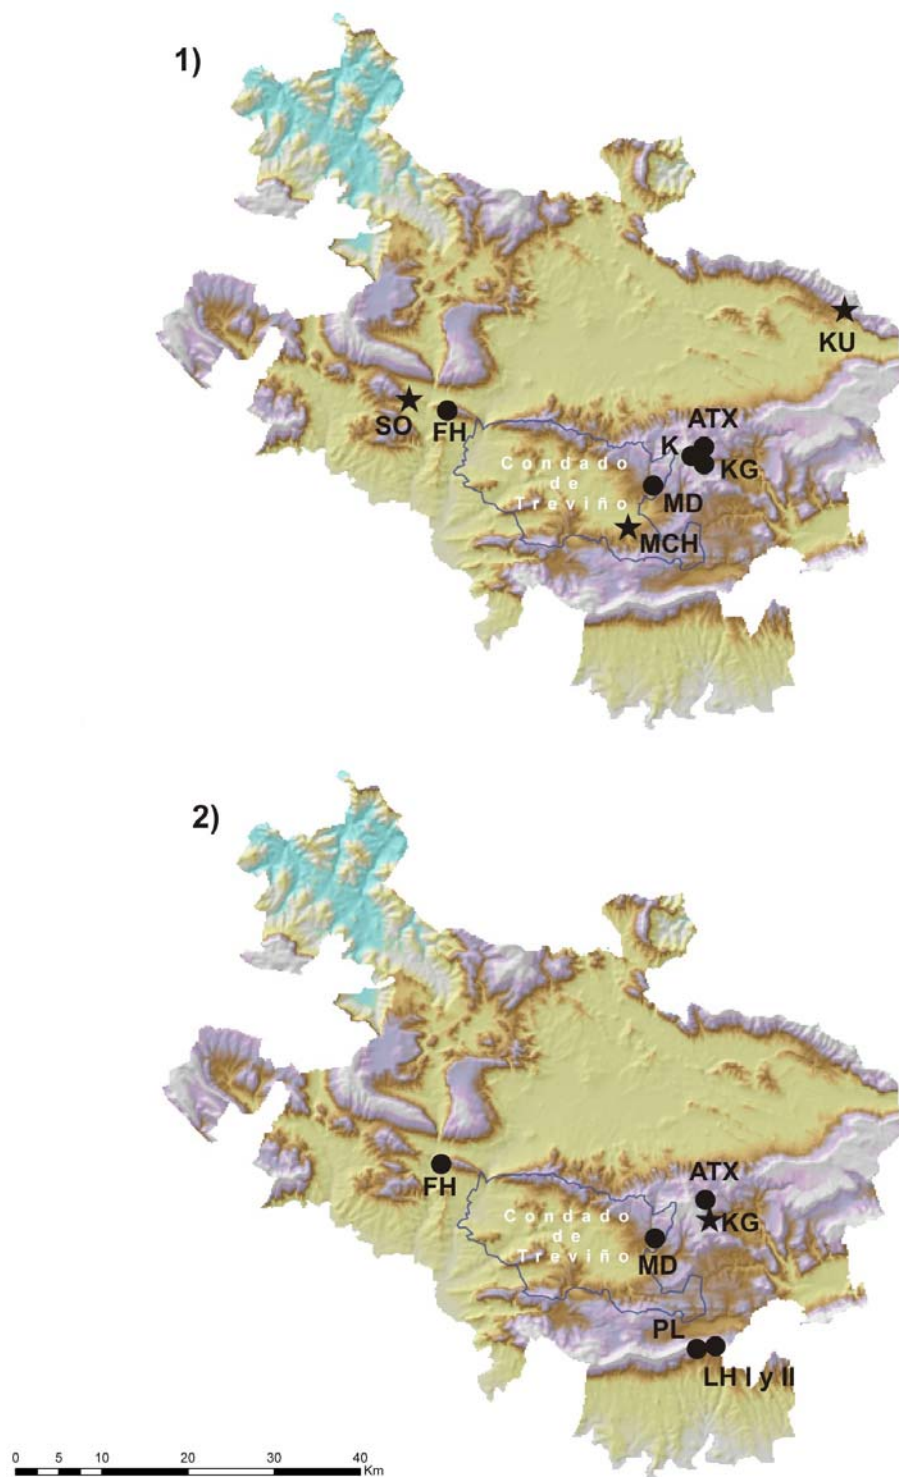 1)
KU
SO
FH
ATX
K
KG
Condado
de
Treviño
MD
MCH
2)
FH
ATX
KG
Condado
de
Treviño
MD
PL
LH I y II
0 5 10 20 30 40
Km